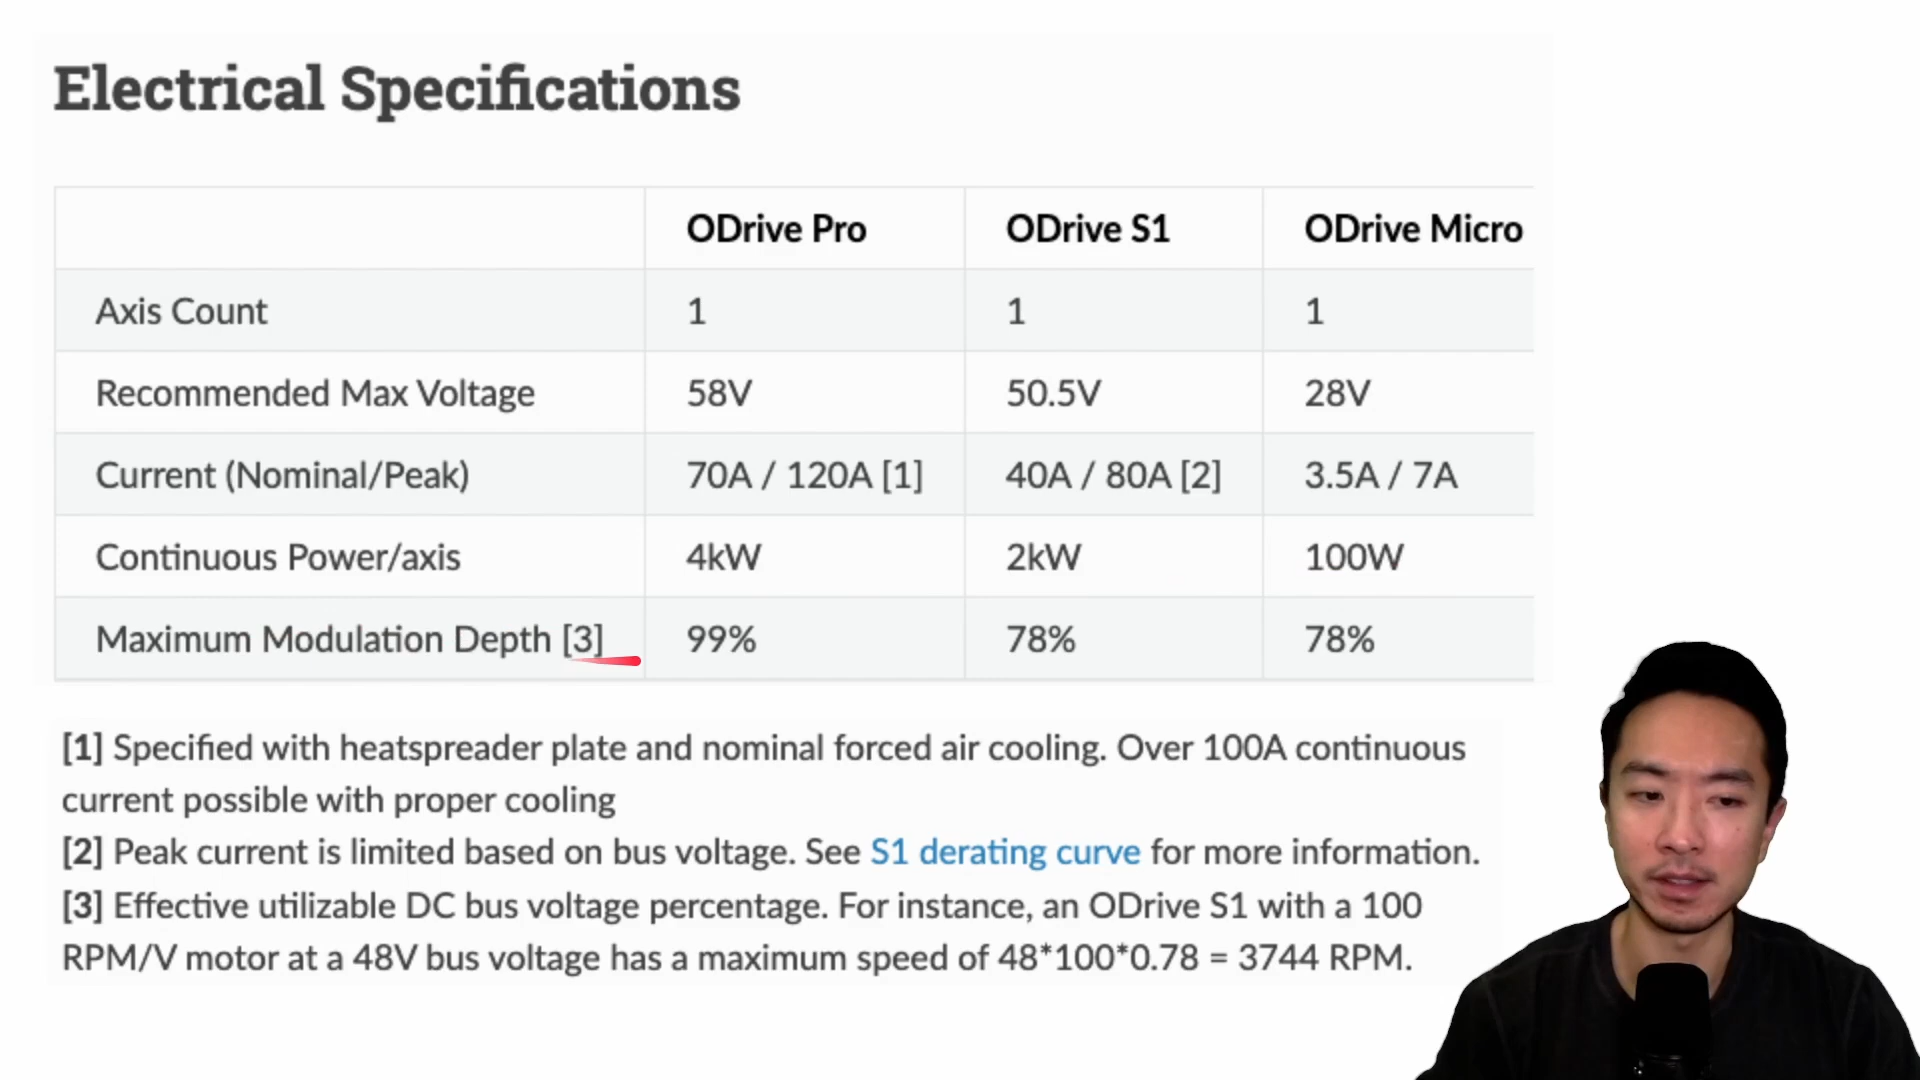 Electrical Specifications
ODrive Pro ODrive S1 ODrive Micro
Axis Count 1 1 1
Recommended Max Voltage 58V 50.5V 28V
Current (Nominal/Peak) 70A / 120A [1] 40A / 80A [2] 3.5A / 7A
Continuous Power/axis 4kW 2kW 100W
Maximum Modulation Depth [3] 99% 78% 78%
[1] Specified with heatspreader plate and nominal forced air cooling. Over 100A continuous
current possible with proper cooling
[2] Peak current is limited based on bus voltage. See S1 derating curve for more information.
[3] Effective utilizable DC bus voltage percentage. For instance, an ODrive S1 with a 100
RPM/V motor at a 48V bus voltage has a maximum speed of 48*100*0.78 = 3744 RPM.